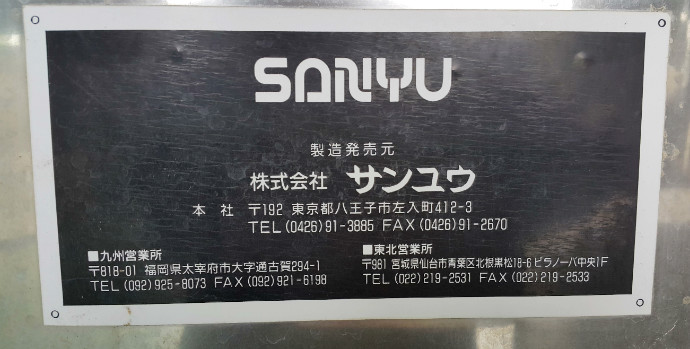 SANYU
製造発売元
株式会社 サンユウ
本社 〒192 東京都八王子市左入町412-3
TEL (0426)91-3885 FAX (0426)91-2670
■九州営業所
〒818-01 福岡県太宰府市大字通古賀294-1
TEL (092)925-8073 FAX (092)921-6198
■東北営業所
〒981 宮城県仙台市青葉区北根黒松18-6 ビラノーバ中央1F
TEL (022)219-2531 FAX (022)219-2533